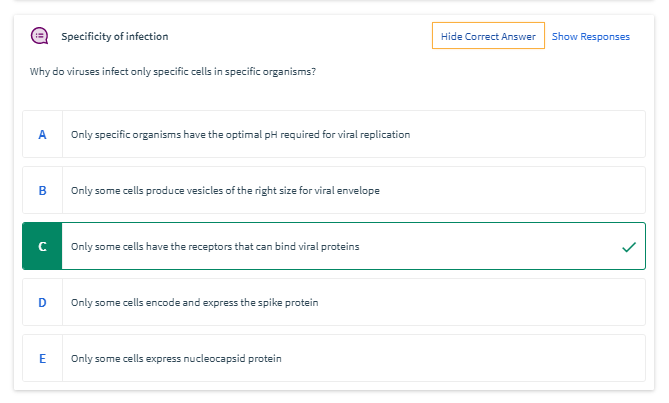 Specificity of infection
Hide Correct Answer
Show Responses
Why do viruses infect only specific cells in specific organisms?
A
Only specific organisms have the optimal pH required for viral replication
B
Only some cells produce vesicles of the right size for viral envelope
C
Only some cells have the receptors that can bind viral proteins
D
Only some cells encode and express the spike protein
E
Only some cells express nucleocapsid protein